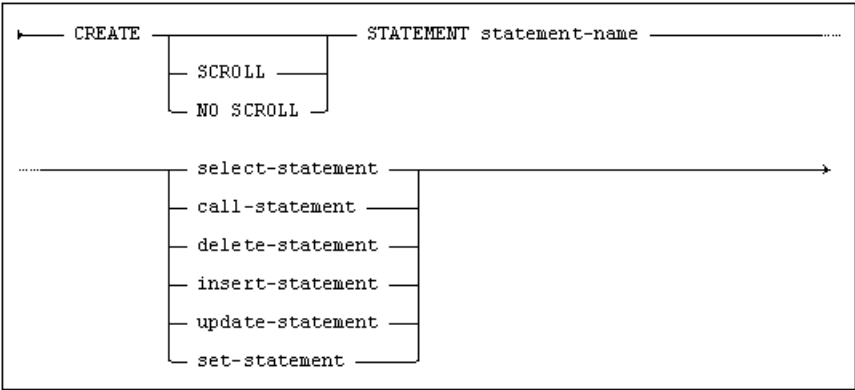 CREATE STATEMENT statement-name
SCROLL
NO SCROLL
select-statement
call-statement
delete-statement
insert-statement
update-statement
set-statement